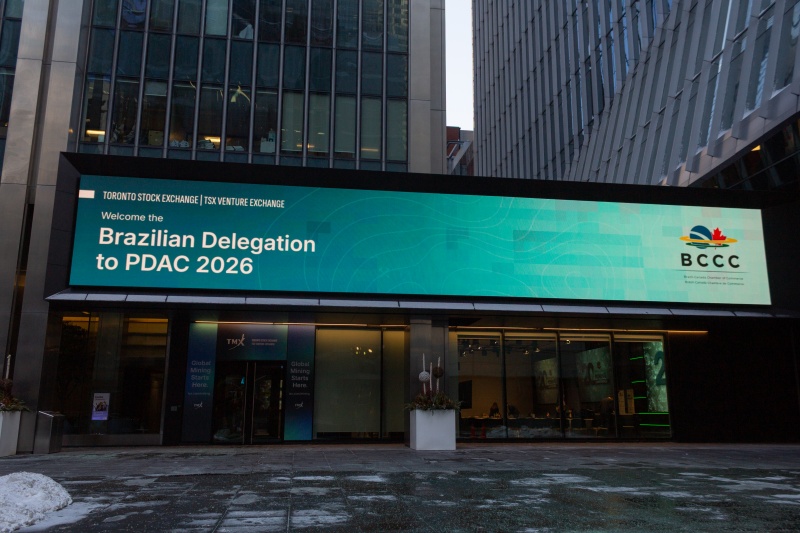 TORONTO STOCK EXCHANGE | TSX VENTURE EXCHANGE
Welcome the
Brazilian Delegation
to PDAC 2026
BCCC
TMX
Global
Mining
Starts
Here.
Global
Mining
Starts
Here.